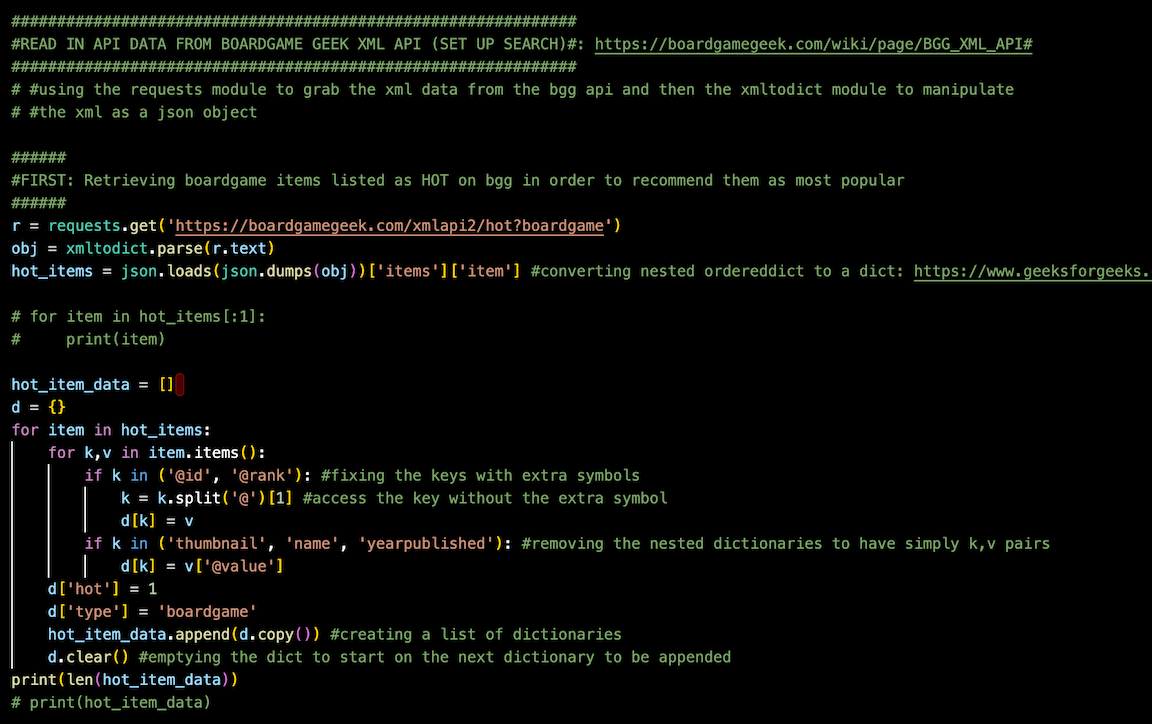 ##############################################################
#READ IN API DATA FROM BOARDGAME GEEK XML API (SET UP SEARCH)#: https://boardgamegeek.com/wiki/page/BGG_XML_API#
##############################################################
# #using the requests module to grab the xml data from the bgg api and then the xmltodict module to manipulate
# #the xml as a json object

######
#FIRST: Retrieving boardgame items listed as HOT on bgg in order to recommend them as most popular
######
r = requests.get('https://boardgamegeek.com/xmlapi2/hot?boardgame')
obj = xmltodict.parse(r.text)
hot_items = json.loads(json.dumps(obj))['items']['item'] #converting nested ordereddict to a dict: https://www.geeksforgeeks.

# for item in hot_items[:1]:
#     print(item)

hot_item_data = []
d = {}
for item in hot_items:
    for k,v in item.items():
        if k in ('@id', '@rank'): #fixing the keys with extra symbols
            k = k.split('@')[1] #access the key without the extra symbol
            d[k] = v
        if k in ('thumbnail', 'name', 'yearpublished'): #removing the nested dictionaries to have simply k,v pairs
            d[k] = v['@value']
    d['hot'] = 1
    d['type'] = 'boardgame'
    hot_item_data.append(d.copy()) #creating a list of dictionaries
    d.clear() #emptying the dict to start on the next dictionary to be appended
print(len(hot_item_data))
# print(hot_item_data)